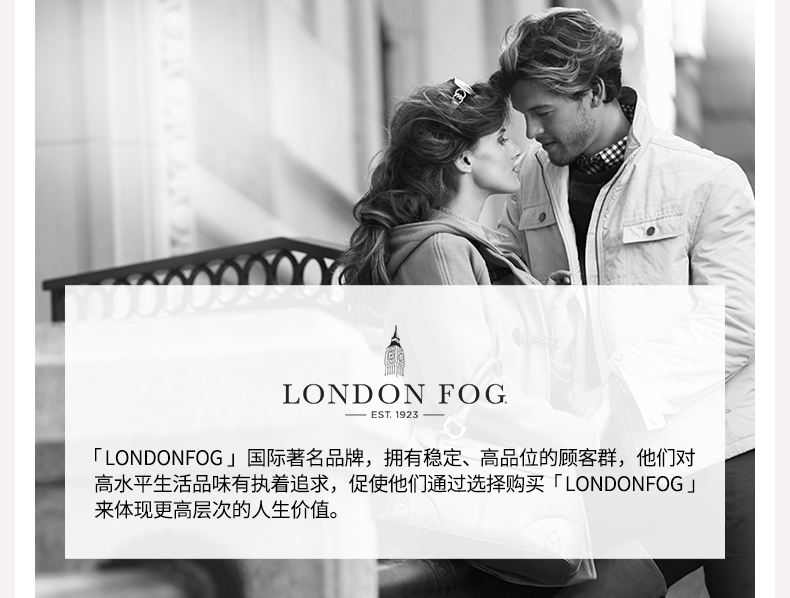 LONDON FOG
EST. 1923
「LONDONFOG」国际著名品牌，拥有稳定、高品位的顾客群，他们对
高水平生活品味有执着追求，促使他们通过选择购买「LONDONFOG」
来体现更高层次的人生价值。